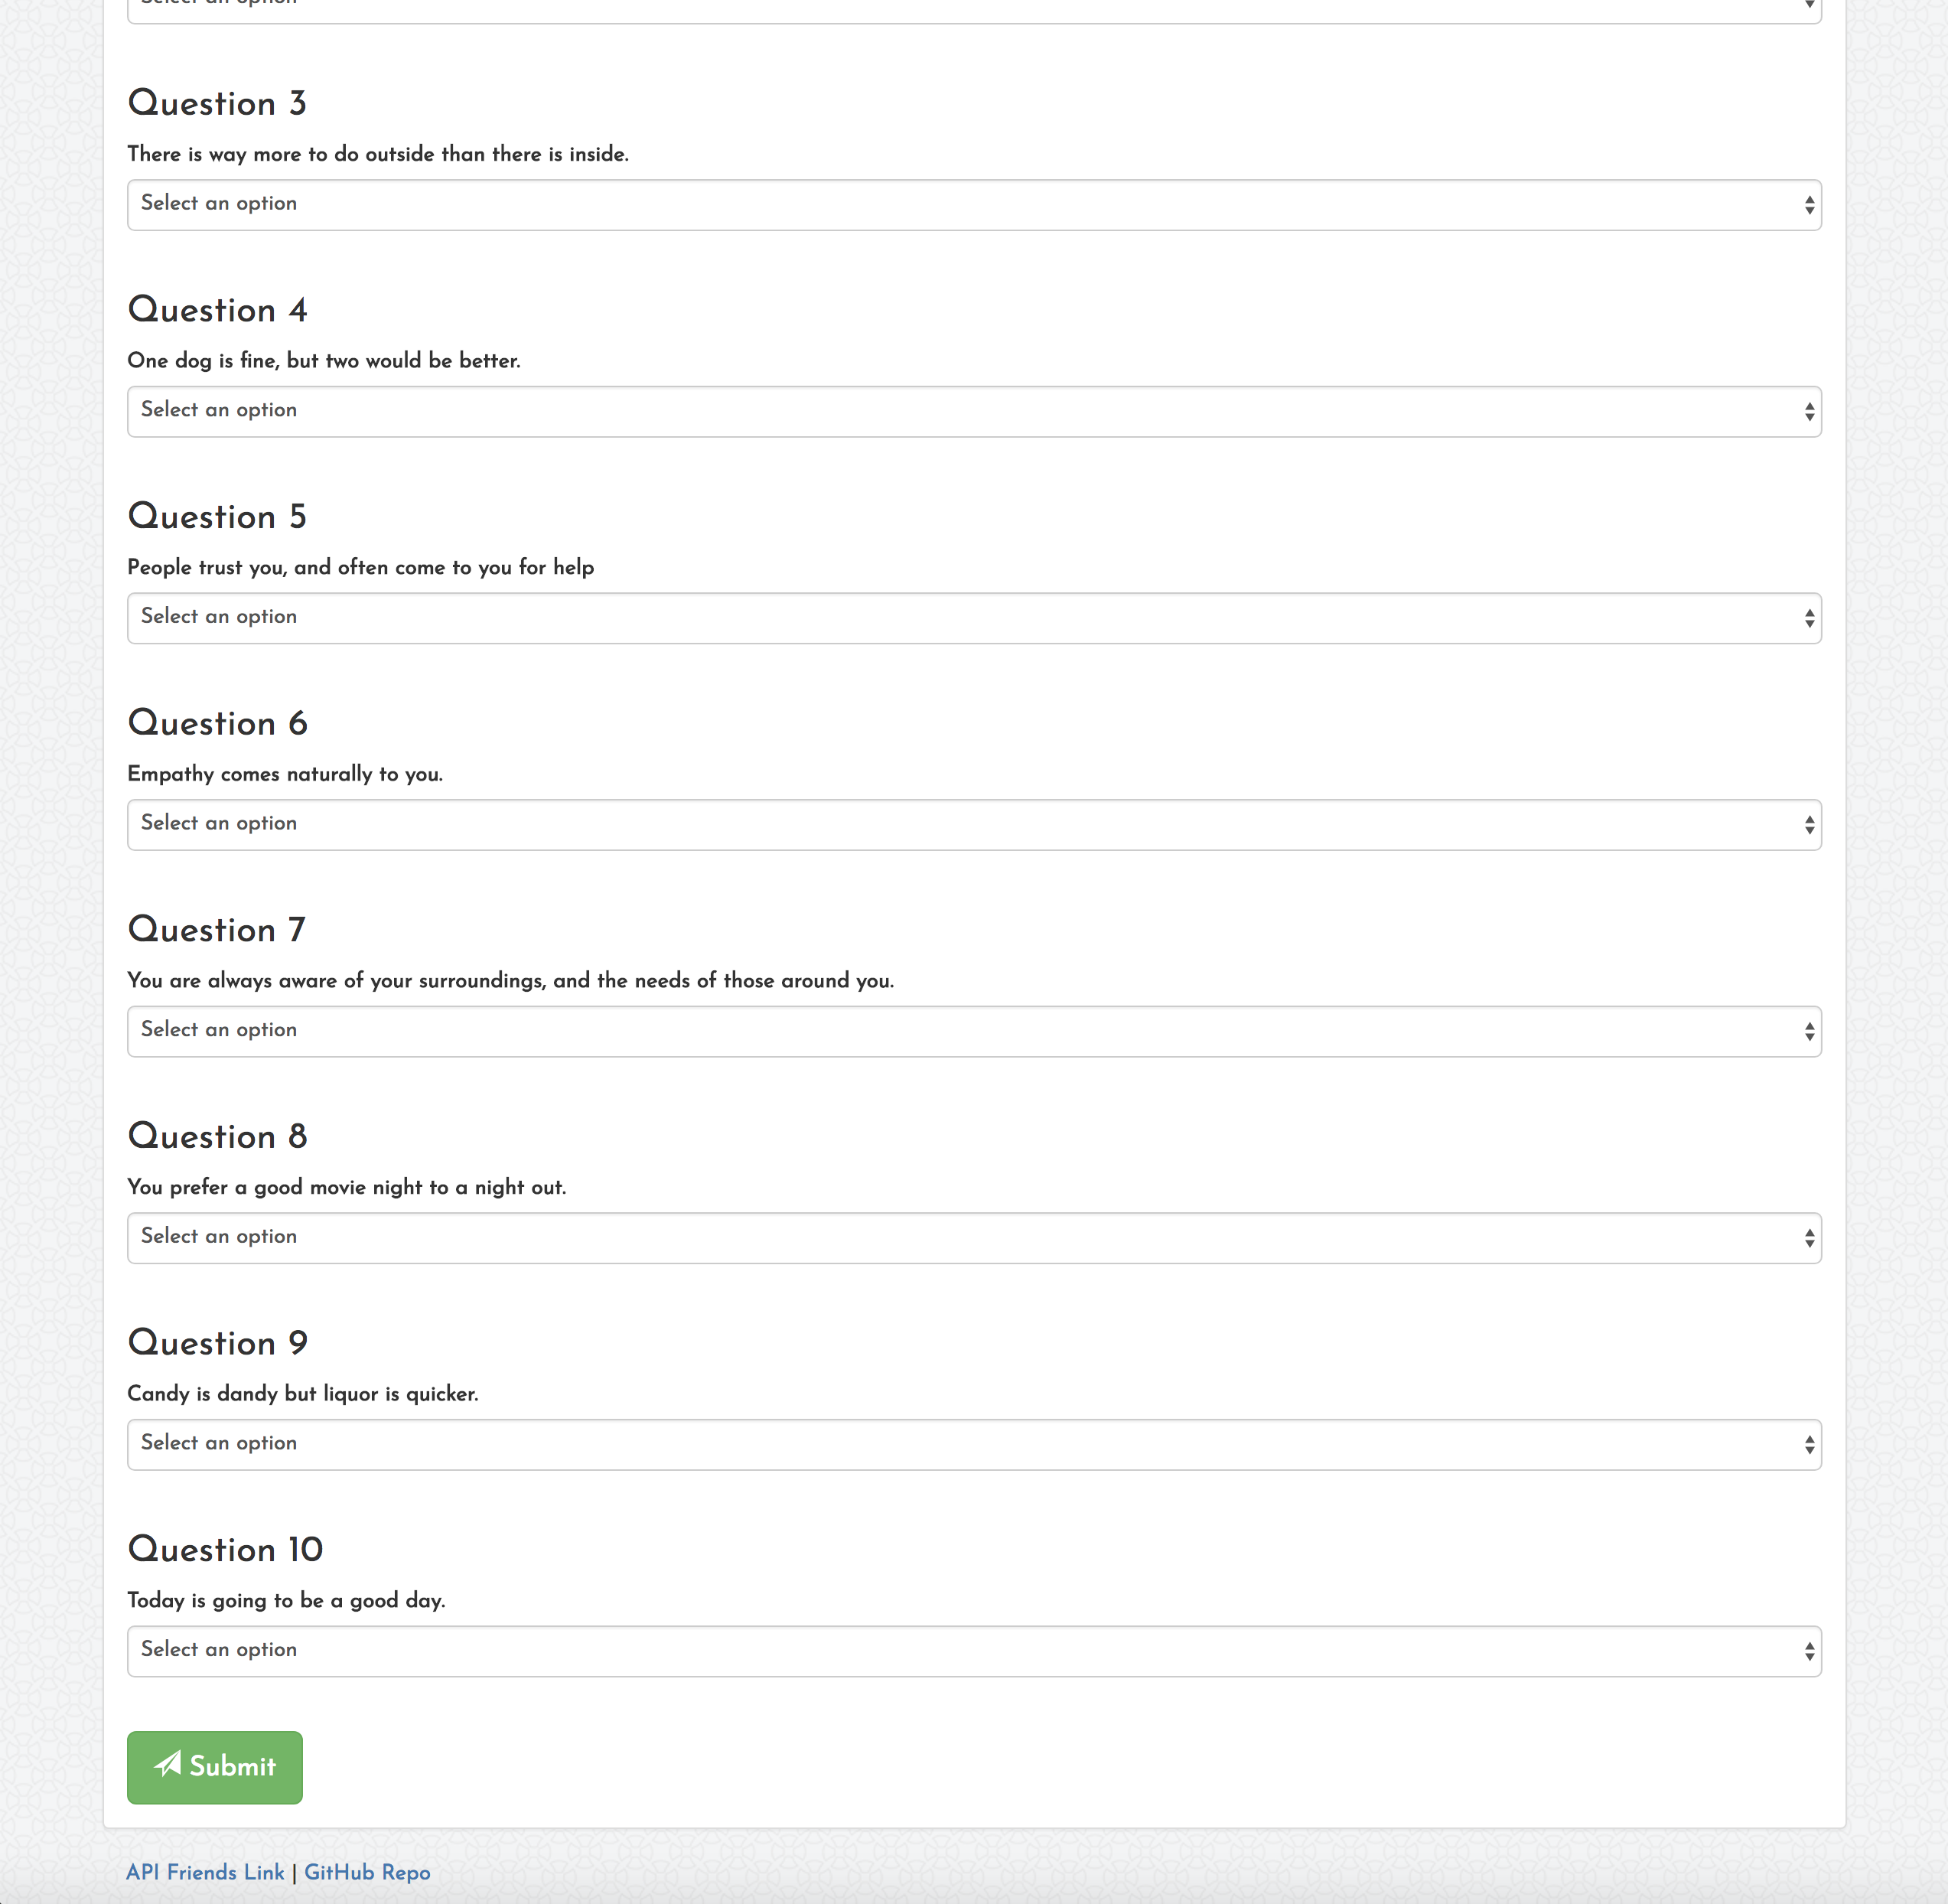 Select an option
Question 3
There is way more to do outside than there is inside.
Select an option
Question 4
One dog is fine, but two would be better.
Select an option
Question 5
People trust you, and often come to you for help
Select an option
Question 6
Empathy comes naturally to you.
Select an option
Question 7
You are always aware of your surroundings, and the needs of those around you.
Select an option
Question 8
You prefer a good movie night to a night out.
Select an option
Question 9
Candy is dandy but liquor is quicker.
Select an option
Question 10
Today is going to be a good day.
Select an option
Submit
API Friends Link | GitHub Repo